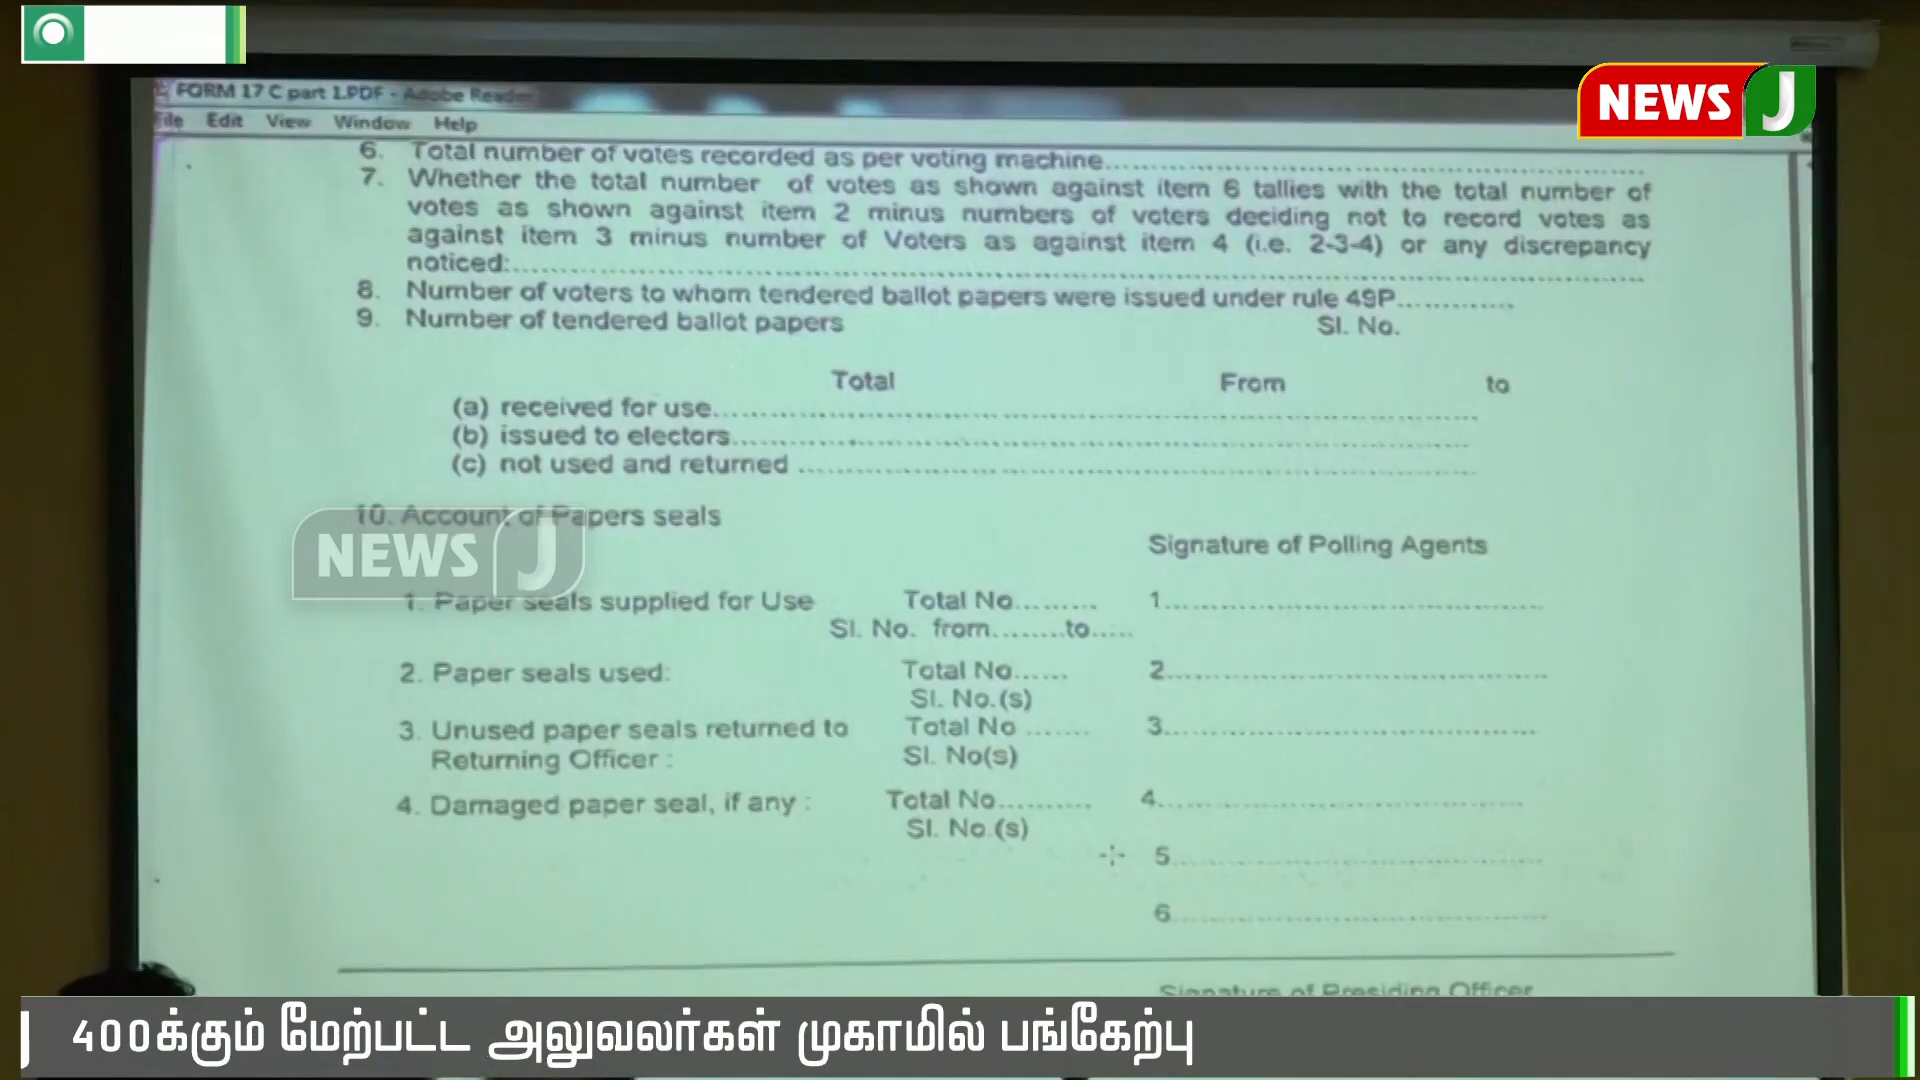 NEWS J
FORM 17 C part 1.PDF - Adobe Reader
File Edit View Window Help
6. Total number of votes recorded as per voting machine..........
7. Whether the total number of votes as shown against item 6 tallies with the total number of
votes as shown against item 2 minus numbers of voters deciding not to record votes as
against item 3 minus number of Voters as against item 4 (i.e. 2-3-4) or any discrepancy
noticed:..........
8. Number of voters to whom tendered ballot papers were issued under rule 49P..........
9. Number of tendered ballot papers Sl. No.
Total From to
(a) received for use..........
(b) issued to electors..........
(c) not used and returned ..........
10. Account of Papers seals
NEWS J
Signature of Polling Agents
1. Paper seals supplied for Use Total No......... 1..........
Sl. No. from........to.....
2. Paper seals used: Total No...... 2..........
Sl. No.(s)
3. Unused paper seals returned to Total No ....... 3..........
Returning Officer : Sl. No(s)
4. Damaged paper seal, if any : Total No.......... 4..........
Sl. No.(s)
5..........
6..........
Signature of Presiding Officer
400க்கும் மேற்பட்ட அலுவலர்கள் முகாமில் பங்கேற்பு